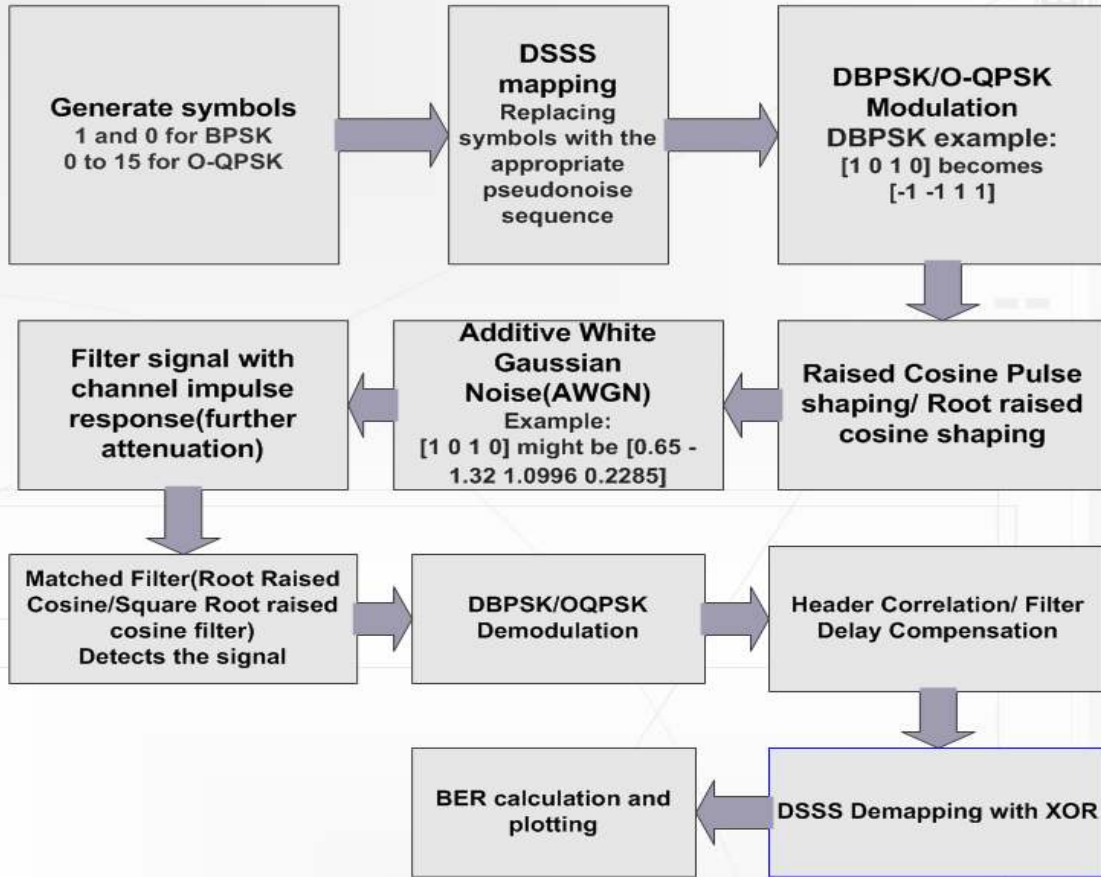 Generate symbols
1 and 0 for BPSK
0 to 15 for O-QPSK
DSSS
mapping
Replacing
symbols with the
appropriate
pseudonoise
sequence
DBPSK/O-QPSK
Modulation
DBPSK example:
[1 0 1 0] becomes
[-1 -1 1 1]
Raised Cosine Pulse
shaping/ Root raised
cosine shaping
Additive White
Gaussian
Noise(AWGN)
Example:
[1 0 1 0] might be [0.65 -
1.32 1.0996 0.2285]
Filter signal with
channel impulse
response(further
attenuation)
Matched Filter(Root Raised
Cosine/Square Root raised
cosine filter)
Detects the signal
DBPSK/OQPSK
Demodulation
Header Correlation/ Filter
Delay Compensation
DSSS Demapping with XOR
BER calculation and
plotting